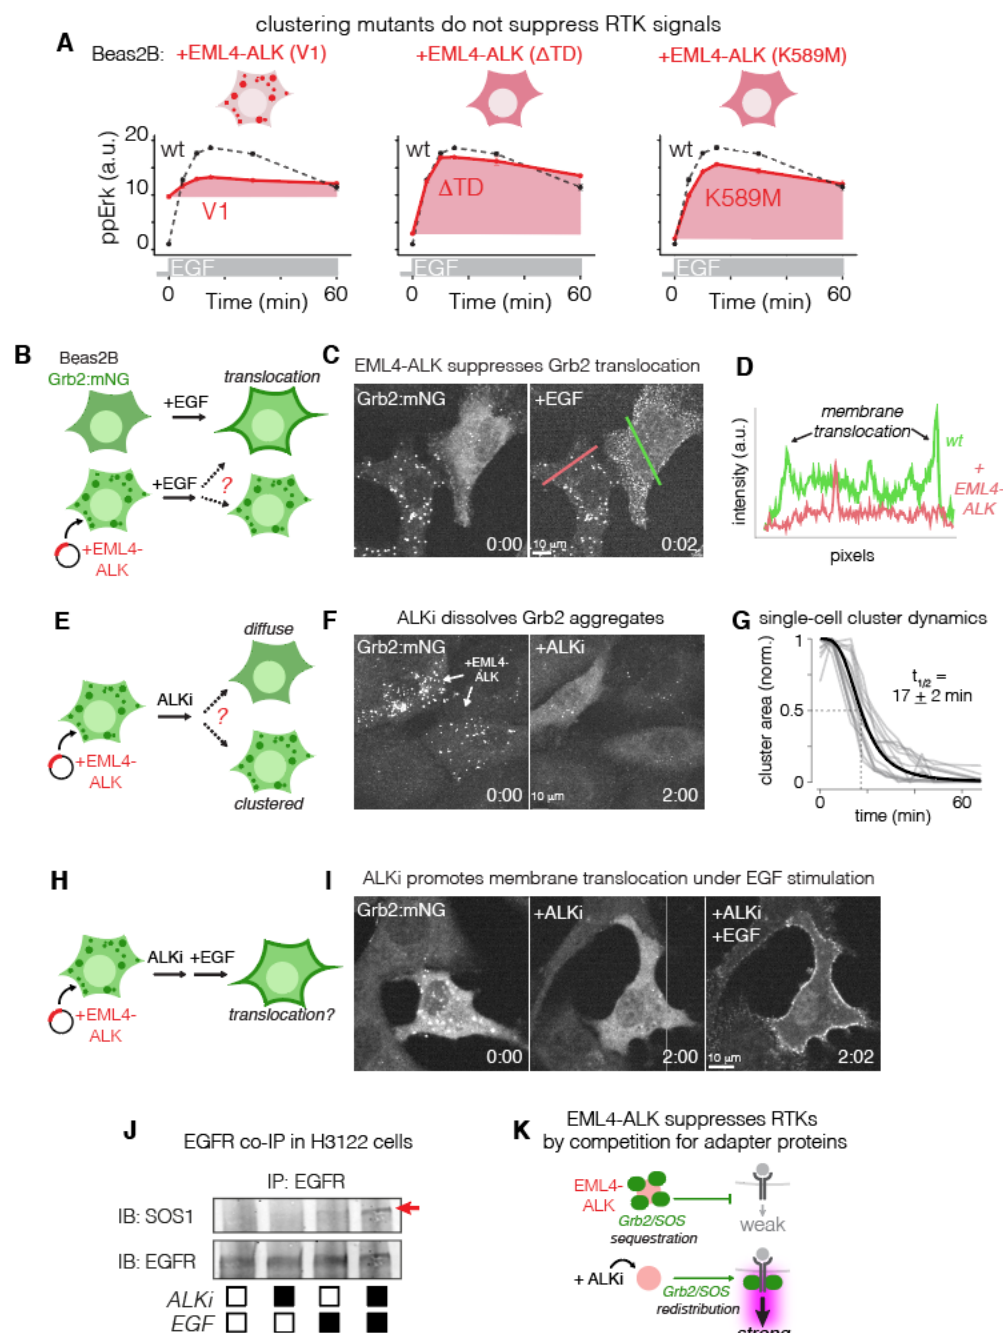 clustering mutants do not suppress RTK signals
A
Beas2B: +EML4-ALK (V1)
+EML4-ALK (ΔTD)
+EML4-ALK (K589M)
ppErk (a.u.)
20
10
0
wt
V1
EGF
0
60
Time (min)
wt
ΔTD
EGF
0
60
Time (min)
wt
K589M
EGF
0
60
Time (min)
B
Beas2B
Grb2:mNG
+EGF
translocation
+EGF
?
+EML4-
ALK
C
EML4-ALK suppresses Grb2 translocation
Grb2:mNG
0:00
+EGF
10 μm
0:02
D
membrane
translocation
wt
+
EML4-
ALK
intensity (a.u.)
pixels
E
diffuse
ALKi
?
+EML4-
ALK
clustered
F
ALKi dissolves Grb2 aggregates
Grb2:mNG
+EML4-
ALK
0:00
+ALKi
10 μm
2:00
G
single-cell cluster dynamics
cluster area (norm.)
1
0.5
0
t1/2 =
17 ± 2 min
0
60
time (min)
H
ALKi
+EGF
+EML4-
ALK
translocation?
I
ALKi promotes membrane translocation under EGF stimulation
Grb2:mNG
0:00
+ALKi
2:00
+ALKi
+EGF
10 μm
2:02
J
EGFR co-IP in H3122 cells
IP: EGFR
IB: SOS1
IB: EGFR
ALKi
EGF
K
EML4-ALK suppresses RTKs
by competition for adapter proteins
EML4-
ALK
Grb2/SOS
sequestration
weak
+ ALKi
Grb2/SOS
redistribution
strong